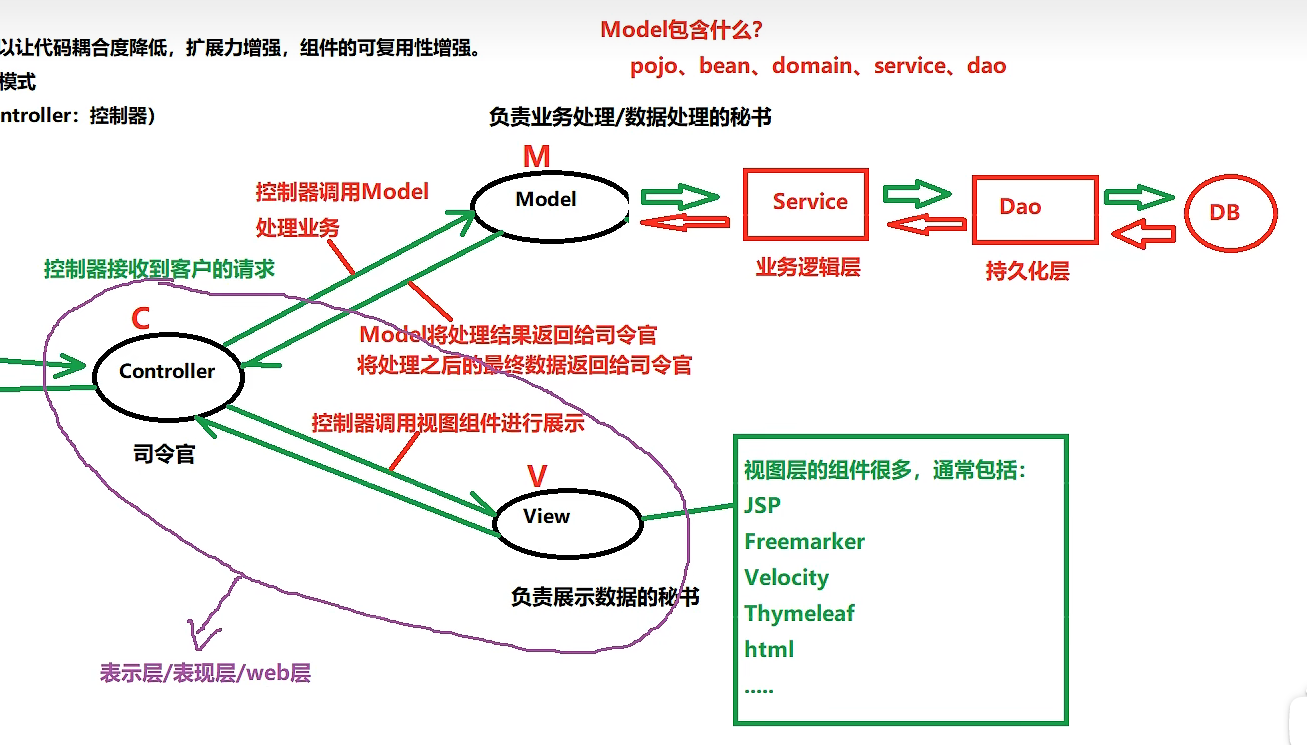 Model包含什么？
以让代码耦合度降低，扩展力增强，组件的可复用性增强。
pojo、bean、domain、service、dao
模式
ntroller：控制器）
负责业务处理/数据处理的秘书
M
控制器调用Model
处理业务
Model
Service
Dao
DB
业务逻辑层
持久化层
控制器接收到客户的请求
C
Model将处理结果返回给司令官
将处理之后的最终数据返回给司令官
Controller
控制器调用视图组件进行展示
司令官
V
View
视图层的组件很多，通常包括：
JSP
Freemarker
Velocity
Thymeleaf
html
.....
负责展示数据的秘书
表示层/表现层/web层